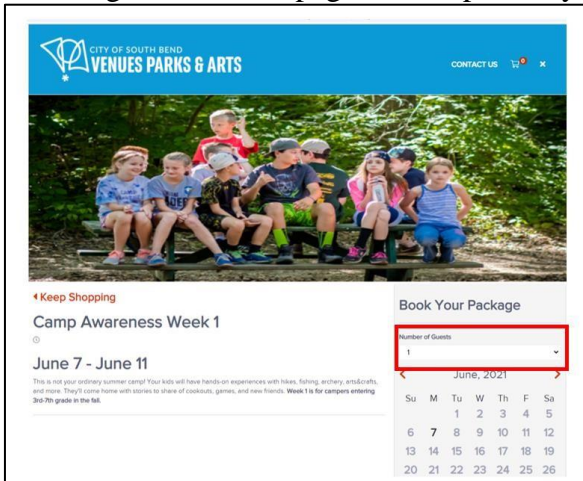 CITY OF SOUTH BEND
VENUES PARKS & ARTS
CONTACT US
0
×
Keep Shopping
Camp Awareness Week 1
June 7 - June 11
This is not your ordinary summer camp! Your kids will have hands-on experiences with hikes, fishing, archery, arts&crafts,
and more. They'll come home with stories to share of cookouts, games, and new friends. Week 1 is for campers entering
3rd-7th grade in the fall.
Book Your Package
Number of Guests
1
June, 2021
Su M Tu W Th F Sa
1 2 3 4 5
6 7 8 9 10 11 12
13 14 15 16 17 18 19
20 21 22 23 24 25 26